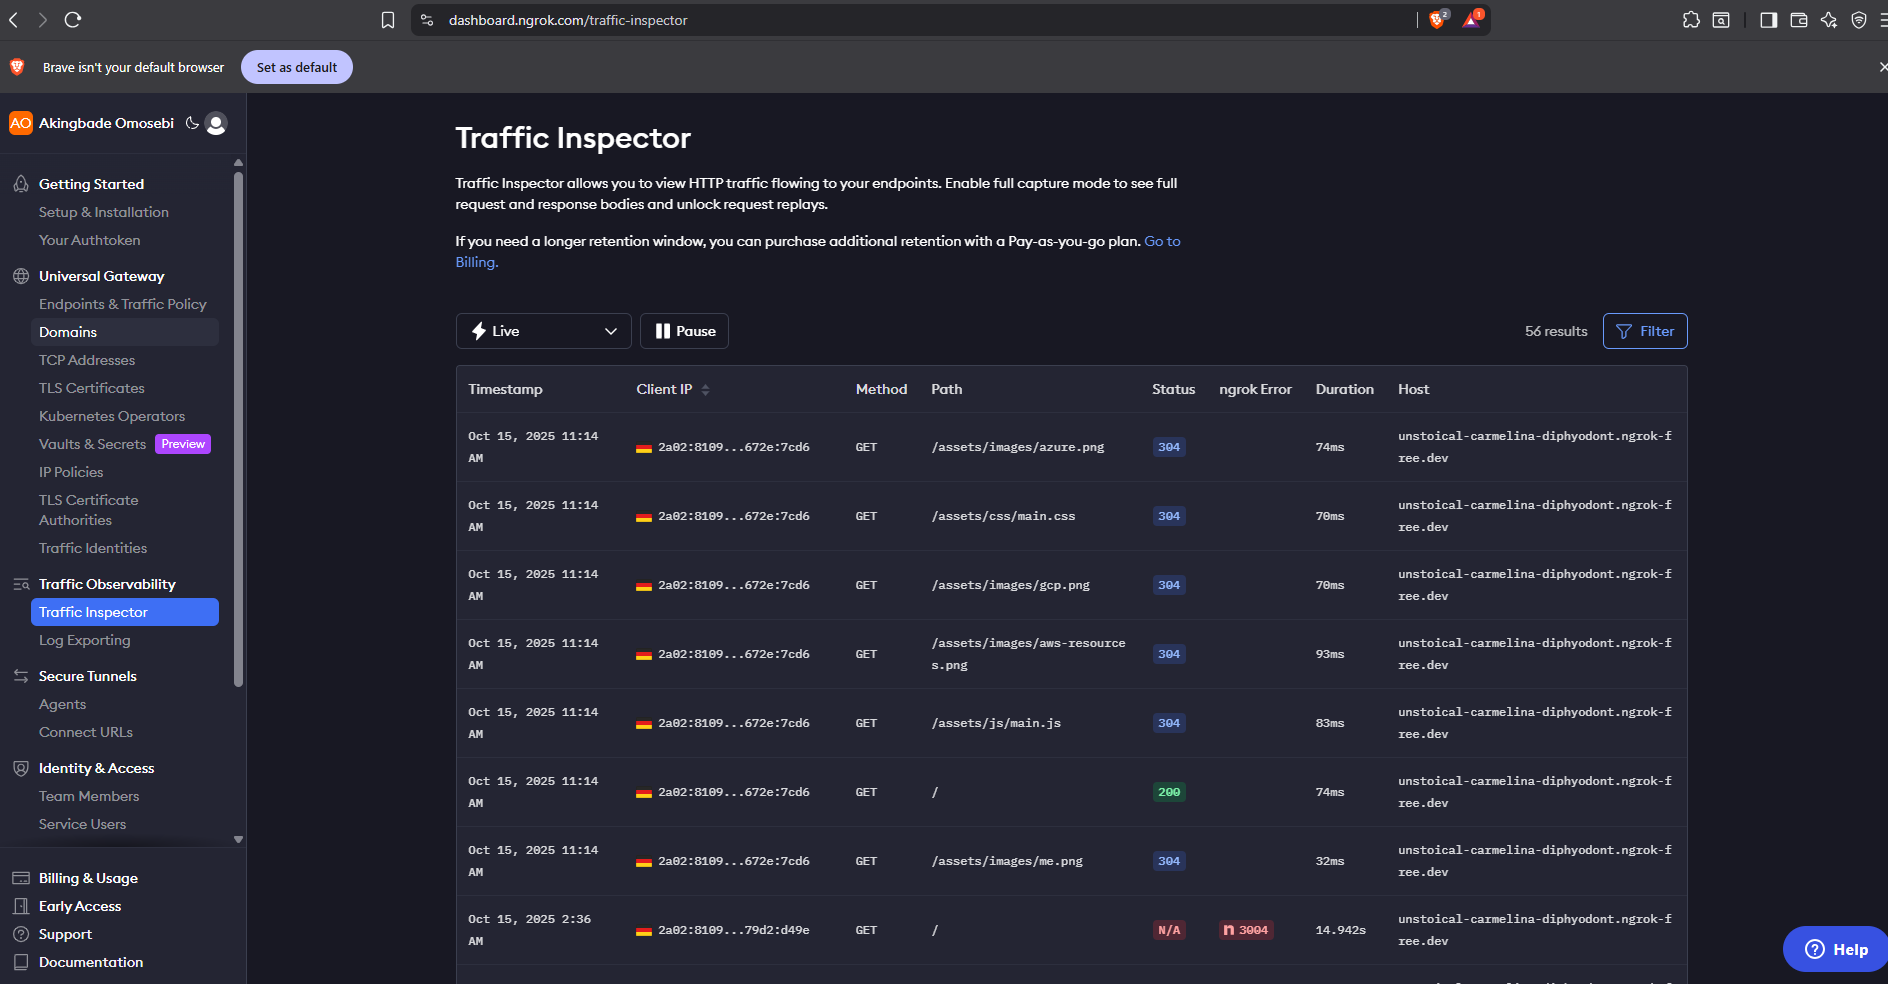 dashboard.ngrok.com/traffic-inspector
2
1
Brave isn't your default browser
Set as default
AO Akingbade Omosebi
Getting Started
Setup & Installation
Your Authtoken
Universal Gateway
Endpoints & Traffic Policy
Domains
TCP Addresses
TLS Certificates
Kubernetes Operators
Vaults & Secrets Preview
IP Policies
TLS Certificate
Authorities
Traffic Identities
Traffic Observability
Traffic Inspector
Log Exporting
Secure Tunnels
Agents
Connect URLs
Identity & Access
Team Members
Service Users
Billing & Usage
Early Access
Support
Documentation
Traffic Inspector
Traffic Inspector allows you to view HTTP traffic flowing to your endpoints. Enable full capture mode to see full
request and response bodies and unlock request replays.
If you need a longer retention window, you can purchase additional retention with a Pay-as-you-go plan. Go to
Billing.
Live
Pause
56 results
Filter
Timestamp Client IP Method Path Status ngrok Error Duration Host
Oct 15, 2025 11:14
AM
2a02:8109...672e:7cd6 GET /assets/images/azure.png 304 74ms
unstoical-carmelina-diphyodont.ngrok-f
ree.dev
Oct 15, 2025 11:14
AM
2a02:8109...672e:7cd6 GET /assets/css/main.css 304 70ms
unstoical-carmelina-diphyodont.ngrok-f
ree.dev
Oct 15, 2025 11:14
AM
2a02:8109...672e:7cd6 GET /assets/images/gcp.png 304 70ms
unstoical-carmelina-diphyodont.ngrok-f
ree.dev
Oct 15, 2025 11:14
AM
2a02:8109...672e:7cd6 GET
/assets/images/aws-resource
s.png
304 93ms
unstoical-carmelina-diphyodont.ngrok-f
ree.dev
Oct 15, 2025 11:14
AM
2a02:8109...672e:7cd6 GET /assets/js/main.js 304 83ms
unstoical-carmelina-diphyodont.ngrok-f
ree.dev
Oct 15, 2025 11:14
AM
2a02:8109...672e:7cd6 GET / 200 74ms
unstoical-carmelina-diphyodont.ngrok-f
ree.dev
Oct 15, 2025 11:14
AM
2a02:8109...672e:7cd6 GET /assets/images/me.png 304 32ms
unstoical-carmelina-diphyodont.ngrok-f
ree.dev
Oct 15, 2025 2:36
AM
2a02:8109...79d2:d49e GET / N/A n 3004 14.942s
unstoical-carmelina-diphyodont.ngrok-f
ree.dev
Help